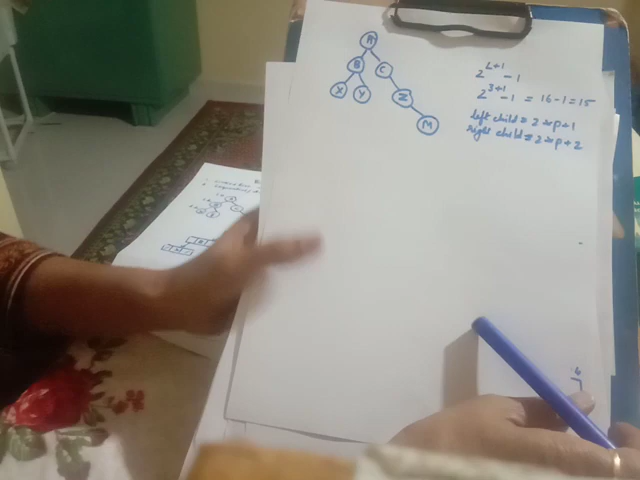 A
B C
X Y Z
M
2^L+1 - 1
2^3+1 - 1 = 16-1=15
left child = 2*p+1
right child = 2*p+2